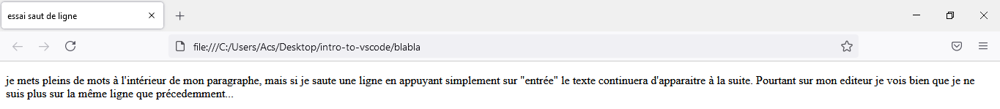 essai saut de ligne
file:///C:/Users/Acs/Desktop/intro-to-vscode/blabla
je mets pleins de mots à l'intérieur de mon paragraphe, mais si je saute une ligne en appuyant simplement sur "entrée" le texte continuera d'apparaitre à la suite. Pourtant sur mon editeur je vois bien que je ne
suis plus sur la même ligne que précedemment...